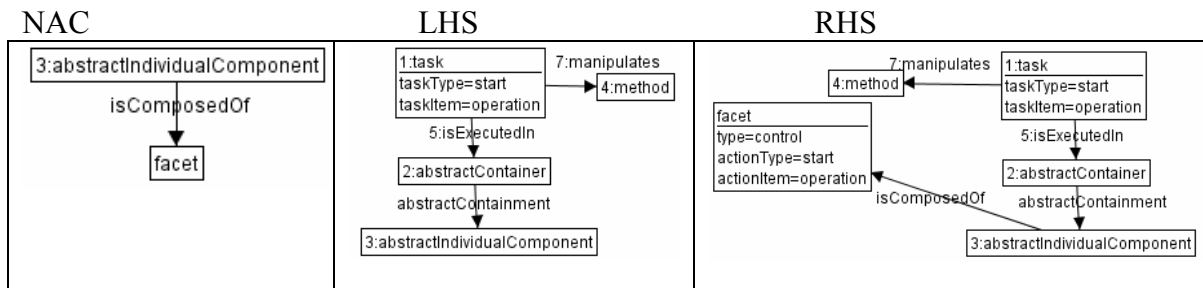 NAC
LHS
RHS
3:abstractIndividualComponent
isComposedOf
facet
1:task
taskType=start
taskItem=operation
7:manipulates
4:method
5:isExecutedIn
2:abstractContainer
abstractContainment
3:abstractIndividualComponent
7:manipulates
4:method
1:task
taskType=start
taskItem=operation
facet
type=control
actionType=start
actionItem=operation
5:isExecutedIn
2:abstractContainer
isComposedOf
abstractContainment
3:abstractIndividualComponent